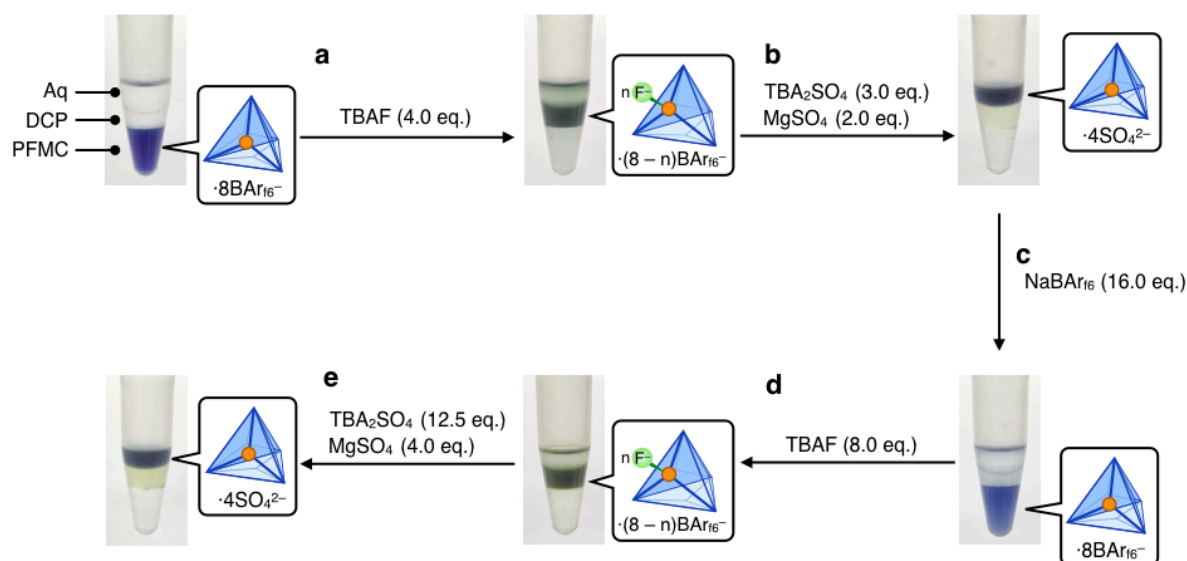 a
b
Aq
DCP
PFMC
·8BArf6⁻
TBAF (4.0 eq.)
n F⁻
·(8 – n)BArf6⁻
TBA₂SO₄ (3.0 eq.)
MgSO₄ (2.0 eq.)
·4SO₄²⁻
c
NaBArf6 (16.0 eq.)
e
TBA₂SO₄ (12.5 eq.)
MgSO₄ (4.0 eq.)
·4SO₄²⁻
n F⁻
·(8 – n)BArf6⁻
d
TBAF (8.0 eq.)
·8BArf6⁻